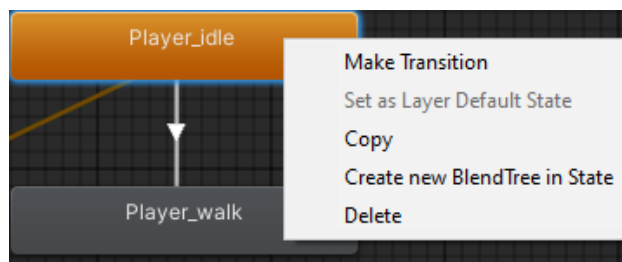 Player_idle
Make Transition
Set as Layer Default State
Copy
Create new BlendTree in State
Player_walk
Delete